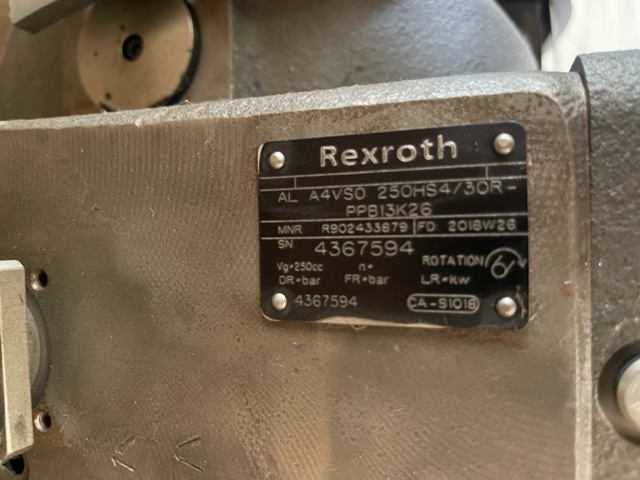 Rexroth
AL A4VSO 250HS4/30R-
PPB13K26
MNR R902433879 FD 2018W26
SN 4367594
Vg=250cc n= ROTATION
DR=bar FR=bar LR=kw
4367594 CA-S1018